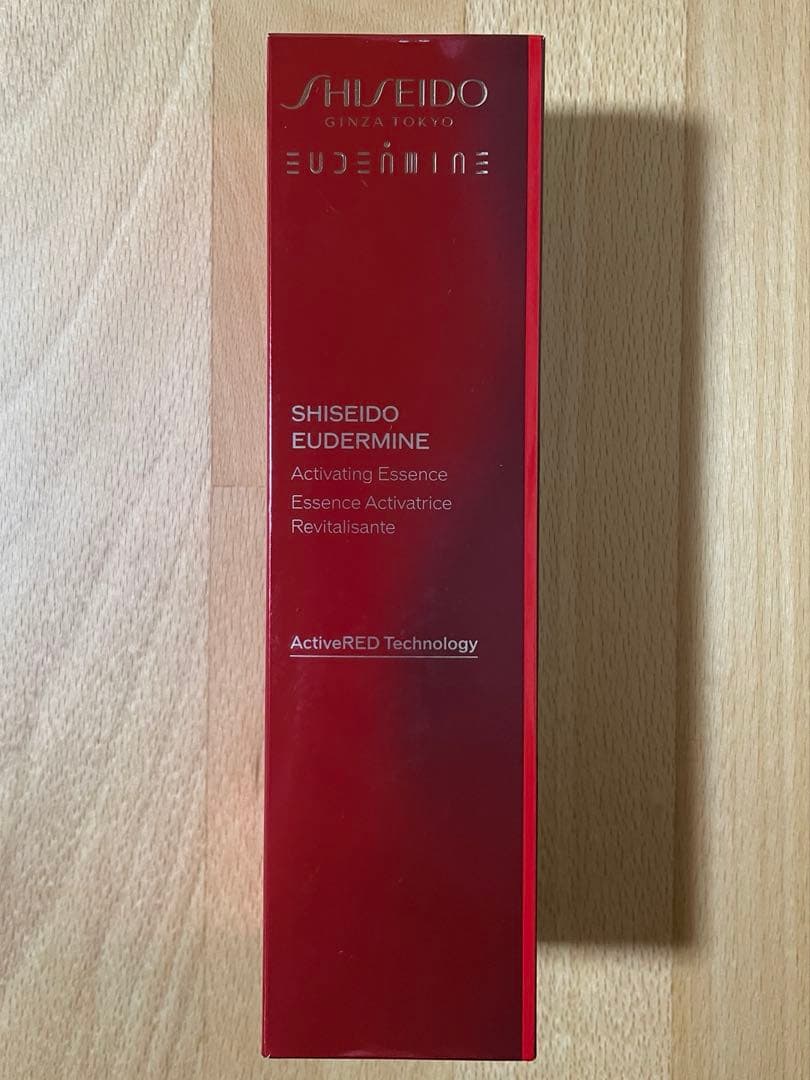 SHISEIDO
GINZA TOKYO
EUDERMINE
SHISEIDO
EUDERMINE
Activating Essence
Essence Activatrice
Revitalisante
ActiveRED Technology